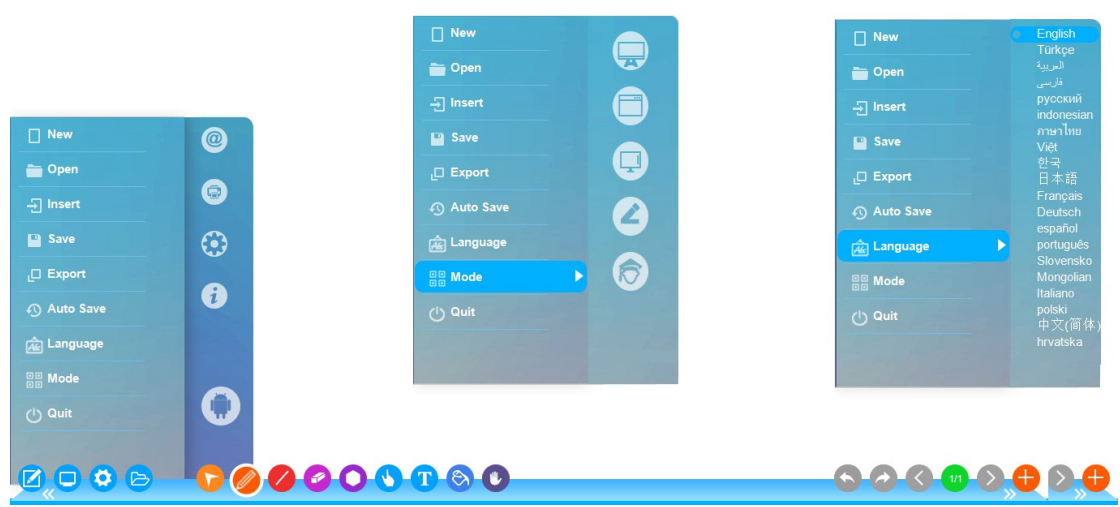 New
Open
Insert
Save
Export
Auto Save
Language
Mode
Quit
New
Open
Insert
Save
Export
Auto Save
Language
Mode
Quit
New
Open
Insert
Save
Export
Auto Save
Language
Mode
Quit
English
Türkçe
العربية
فارسی
русский
indonesian
ภาษาไทย
Việt
한국
日本語
Français
Deutsch
español
português
Slovensko
Mongolian
Italiano
polski
中文(简体)
hrvatska
T
1/1